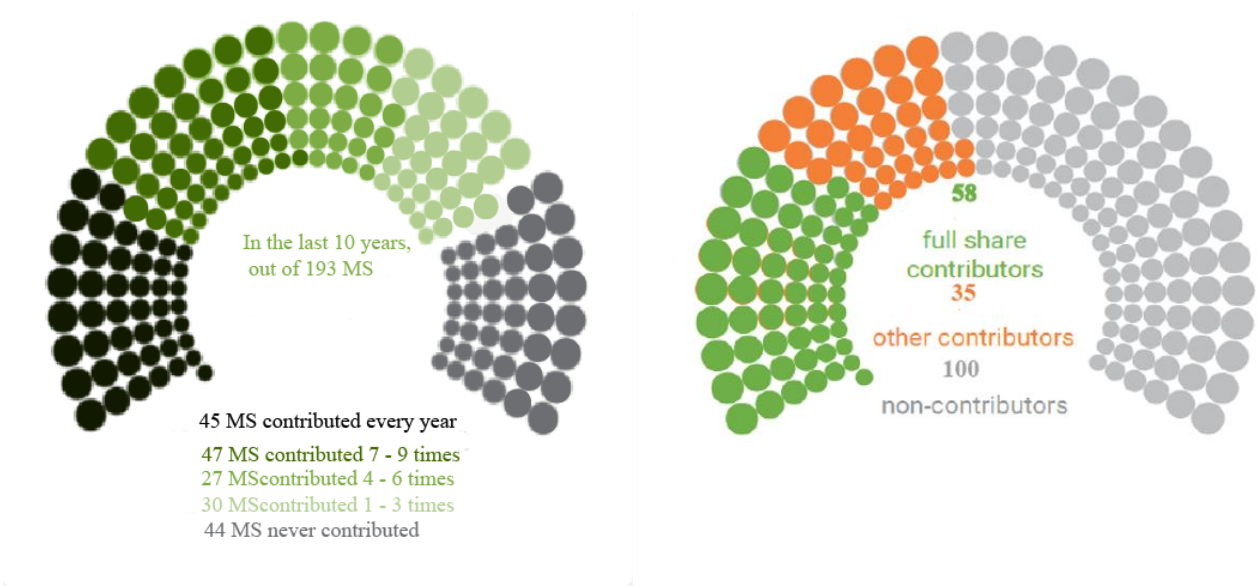 In the last 10 years,
out of 193 MS
45 MS contributed every year
47 MS contributed 7 - 9 times
27 MScontributed 4 - 6 times
30 MScontributed 1 - 3 times
44 MS never contributed
58
full share
contributors
35
other contributors
100
non-contributors